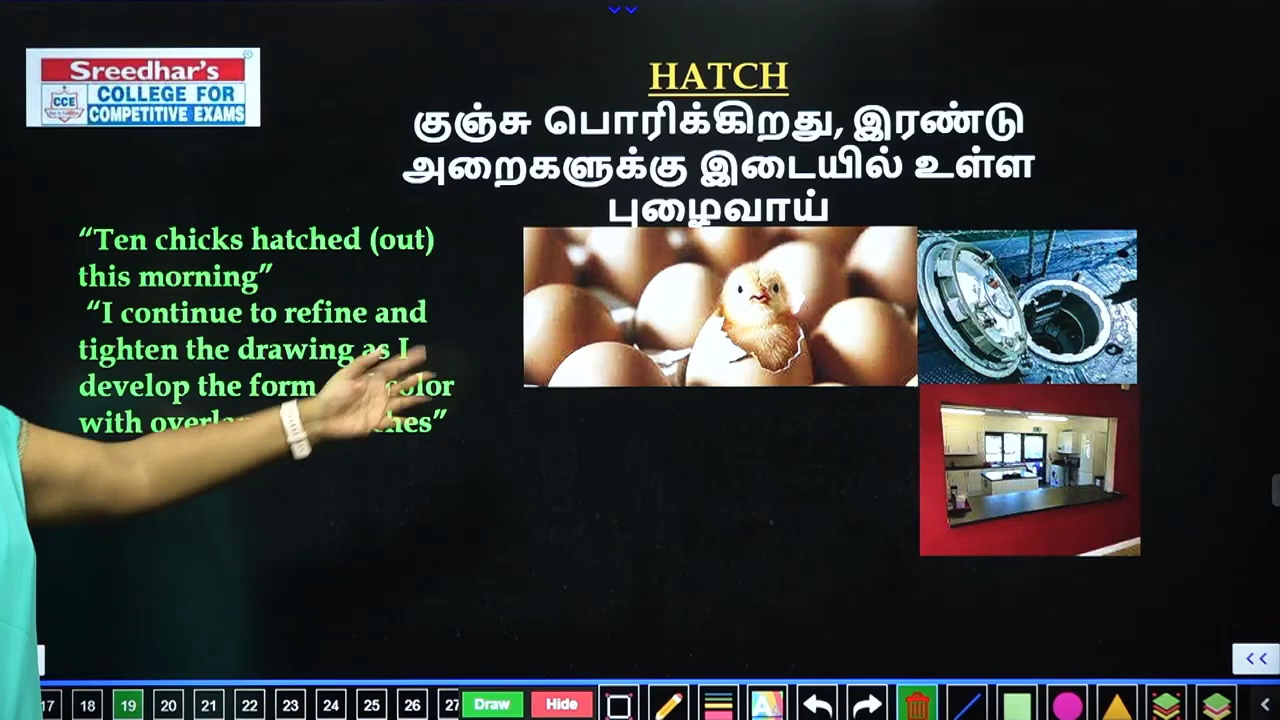 Sreedhar's
CCE
COLLEGE FOR
COMPETITIVE EXAMS
HATCH
குஞ்சு பொரிக்கிறது, இரண்டு
அறைகளுக்கு இடையில் உள்ள
புழைவாய்
“Ten chicks hatched (out)
this morning”
“I continue to refine and
tighten the drawing as I
develop the form color
with
17 18 19 20 21 22 23 24 25 26 27
Draw Hide